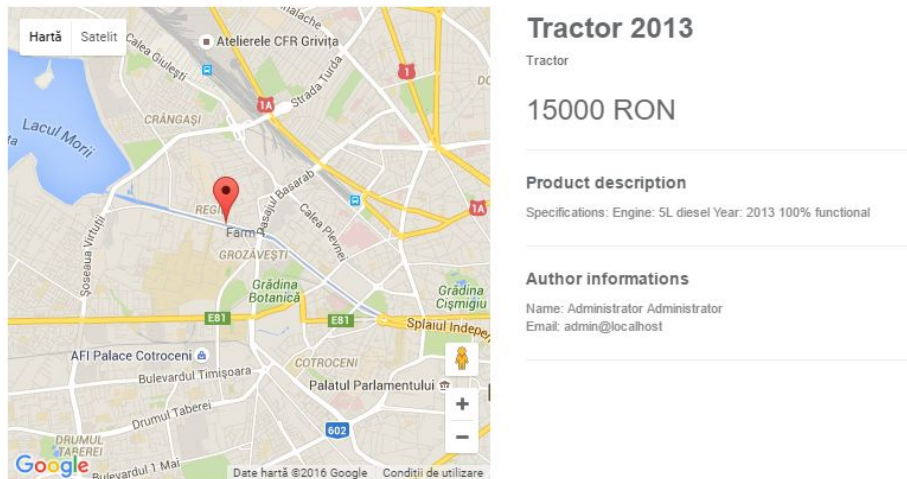 Hartă Satelit
Atelierele CFR Grivița
Calea Giulești
Strada Turda
1
1A
CRÂNGAȘI
Lacul Morii
Pasajul Basarab
Calea Plevnei
1A
REGI
Farm
GROZĂVEȘTI
Șoseaua Virtuții
Grădina
Botanică
Grădina
Cișmigiu
E81
E81
Splaiul Indepen
AFI Palace Cotroceni
COTROCENI
Bulevardul Timișoara
Palatul Parlamentului
Drumul Taberei
+
602
−
DRUMUL
TABEREI
Google
Bulevardul 1 Mai
Date hartă ©2016 Google Condiții de utilizare
Tractor 2013
Tractor
15000 RON
Product description
Specifications: Engine: 5L diesel Year: 2013 100% functional
Author informations
Name: Administrator Administrator
Email: admin@localhost